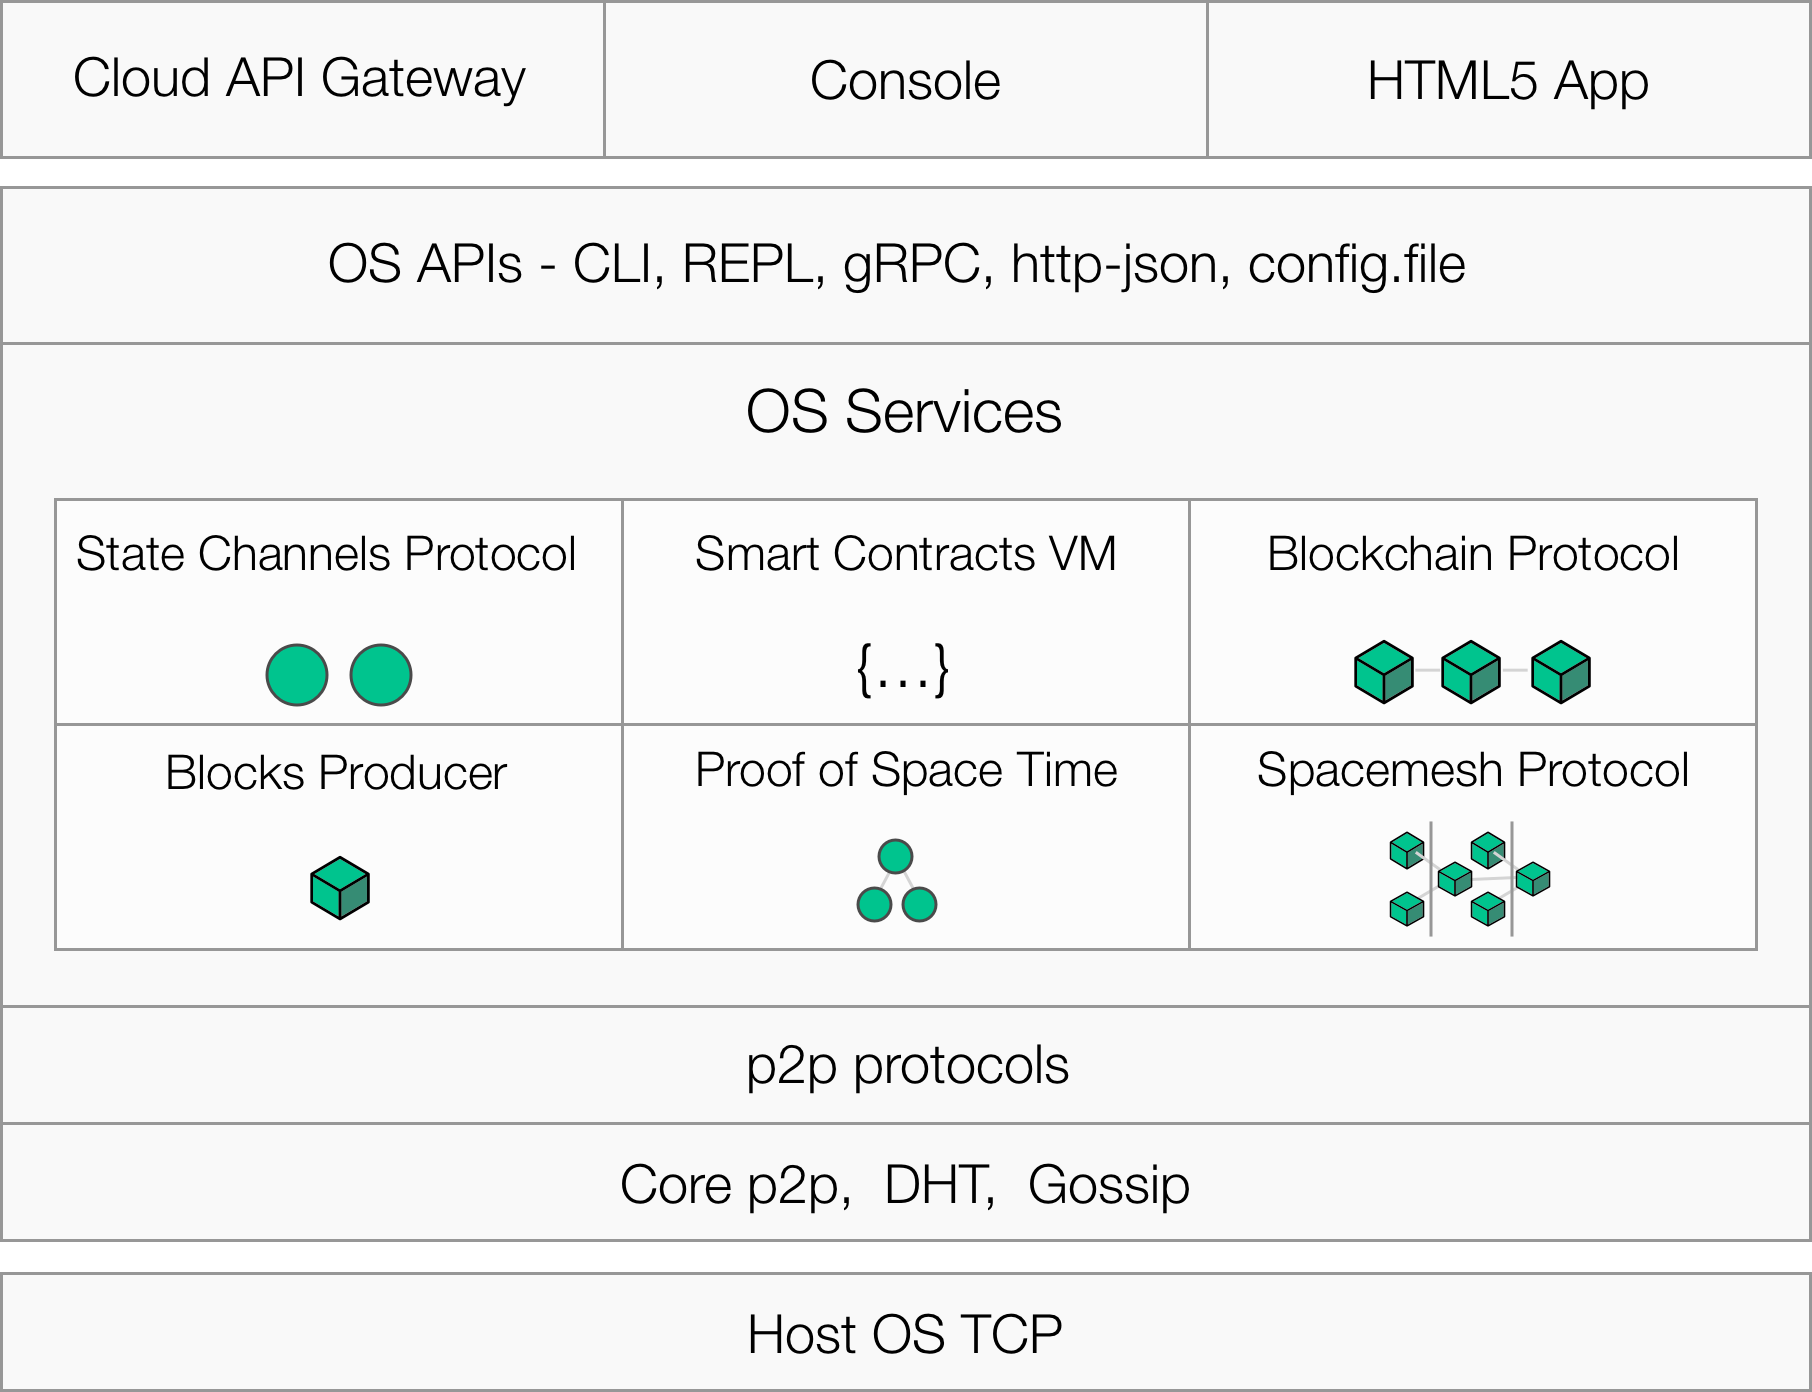 Cloud API Gateway
Console
HTML5 App
OS APIs - CLI, REPL, gRPC, http-json, config.file
OS Services
State Channels Protocol
Smart Contracts VM
{...}
Blockchain Protocol
Blocks Producer
Proof of Space Time
Spacemesh Protocol
p2p protocols
Core p2p, DHT, Gossip
Host OS TCP